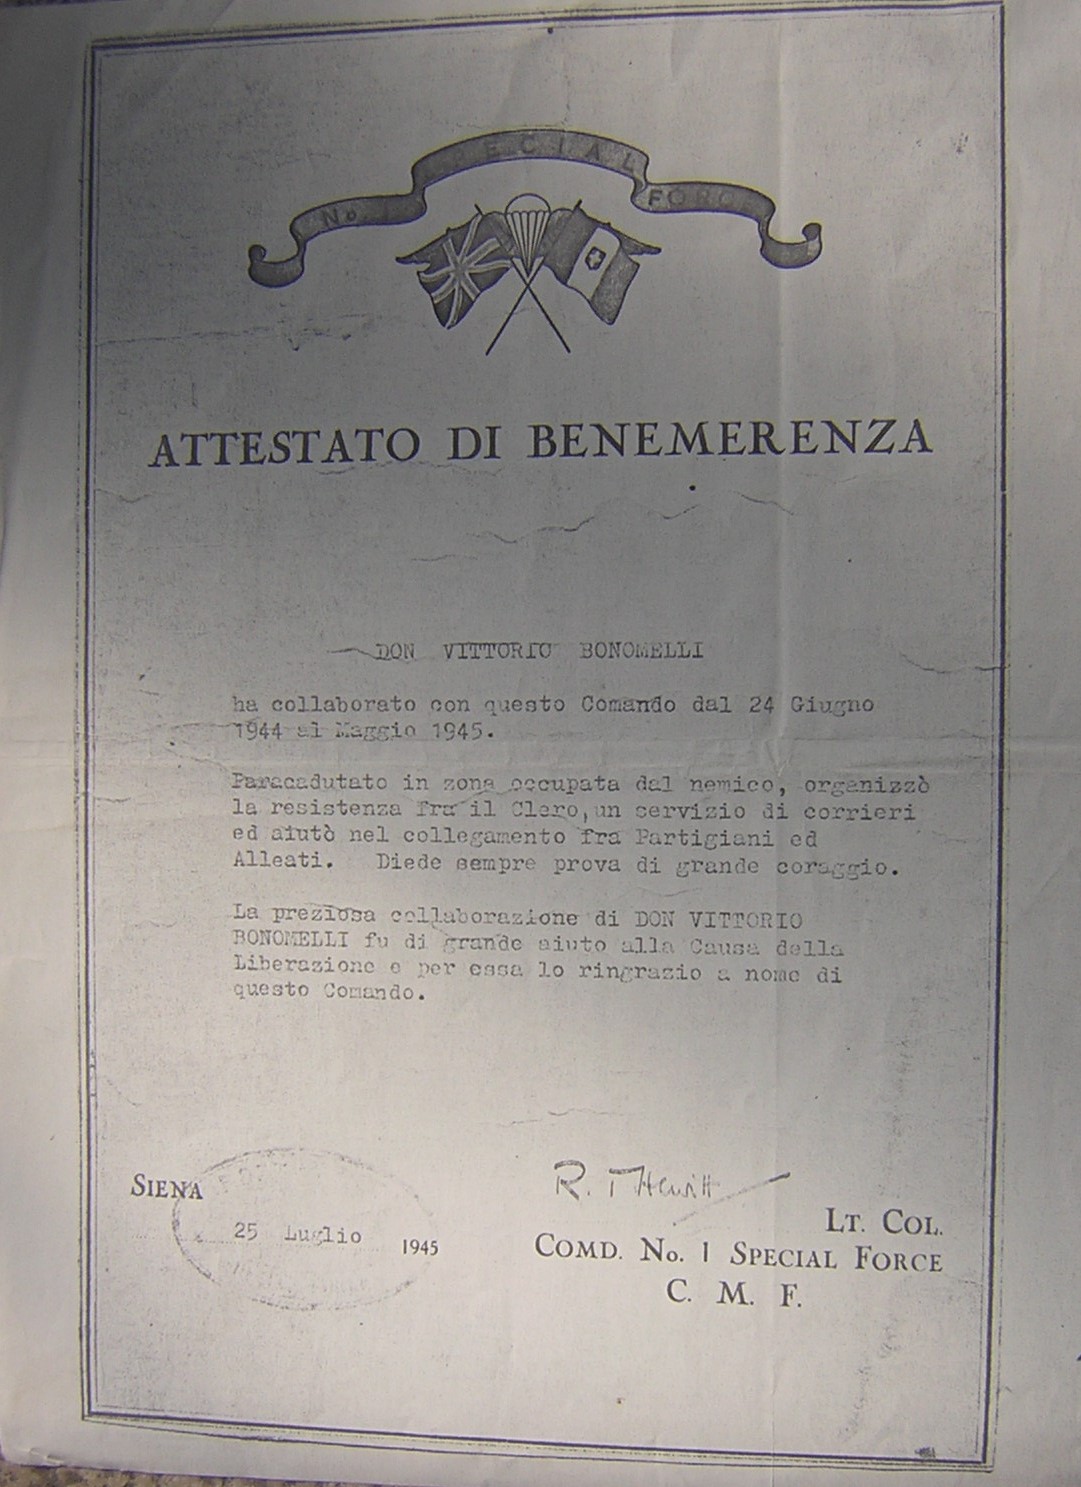 No. 1 SPECIAL FORCE
ATTESTATO DI BENEMERENZA
DON VITTORIO BONOMELLI
ha collaborato con questo Comando dal 24 Giugno
1944 al Maggio 1945.
Paracadutato in zona occupata dal nemico, organizzò
la resistenza fra il Clero, un servizio di corrieri
ed aiutò nel collegamento fra Partigiani ed
Alleati. Diede sempre prova di grande coraggio.
La preziosa collaborazione di DON VITTORIO
BONOMELLI fu di grande aiuto alla Causa della
Liberazione e per essa lo ringrazio a nome di
questo Comando.
SIENA
25 Luglio 1945
R. T Hewitt
LT. COL.
COMD. No. 1 SPECIAL FORCE
C. M. F.